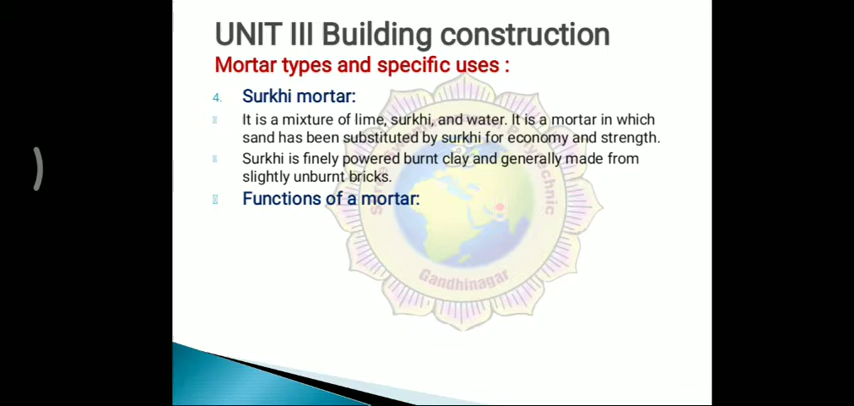 UNIT III Building construction
Mortar types and specific uses :
4. Surkhi mortar:
It is a mixture of lime, surkhi, and water. It is a mortar in which
sand has been substituted by surkhi for economy and strength.
Surkhi is finely powered burnt clay and generally made from
slightly unburnt bricks.
Functions of a mortar:
Gandhinagar